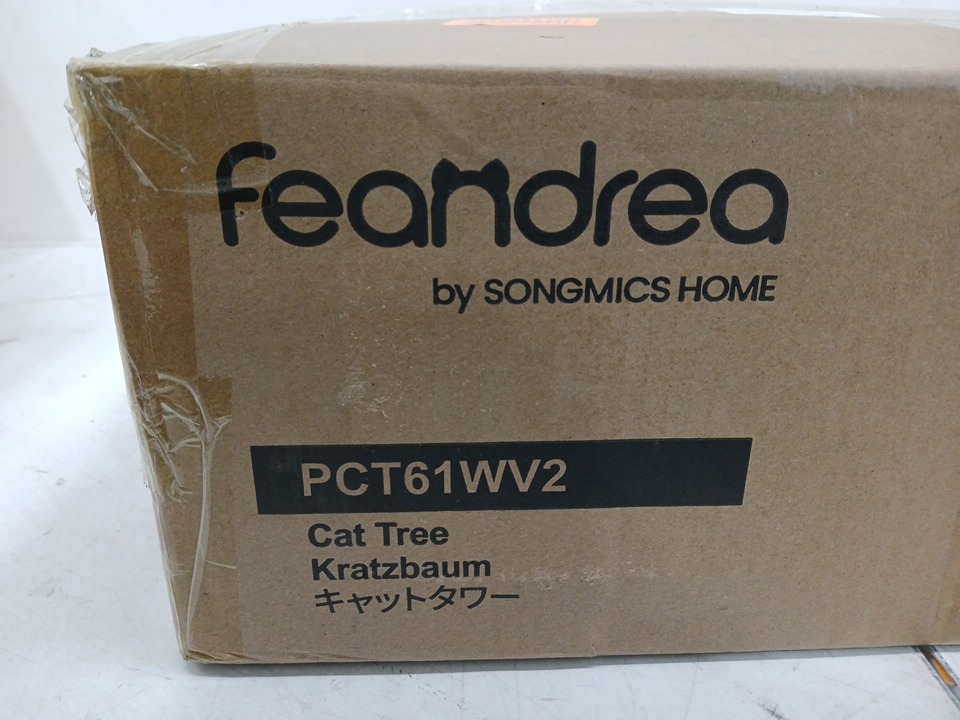 feandrea
by SONGMICS HOME
PCT61WV2
Cat Tree
Kratzbaum
キャットタワー